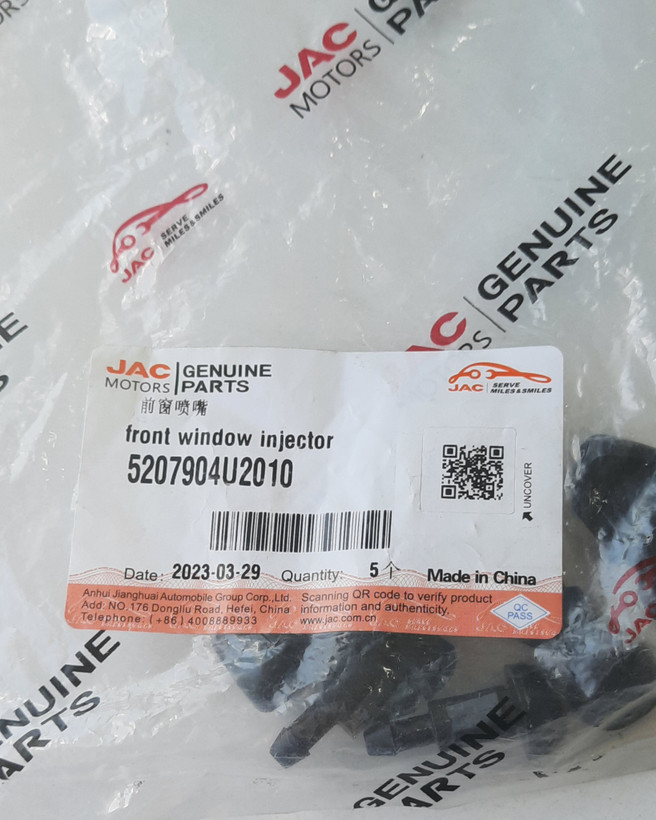 JAC
MOTORS
GENUINE
PARTS
JAC SERVE
MILES&SMILES
GENUINE
PARTS
JAC MOTORS GENUINE PARTS
JAC SERVE MILES&SMILES
前窗喷嘴
front window injector
5207904U2010
UNCOVER
Date: 2023-03-29 Quantity: 5个 Made in China
Anhui Jianghuai Automobile Group Corp.,Ltd. Scanning QR code to verify product
Add: NO.176 Dongliu Road, Hefei, China information and authenticity.
Telephone: (+86)4008889933 www.jac.com.cn
QC
PASS
GENUINE
PARTS